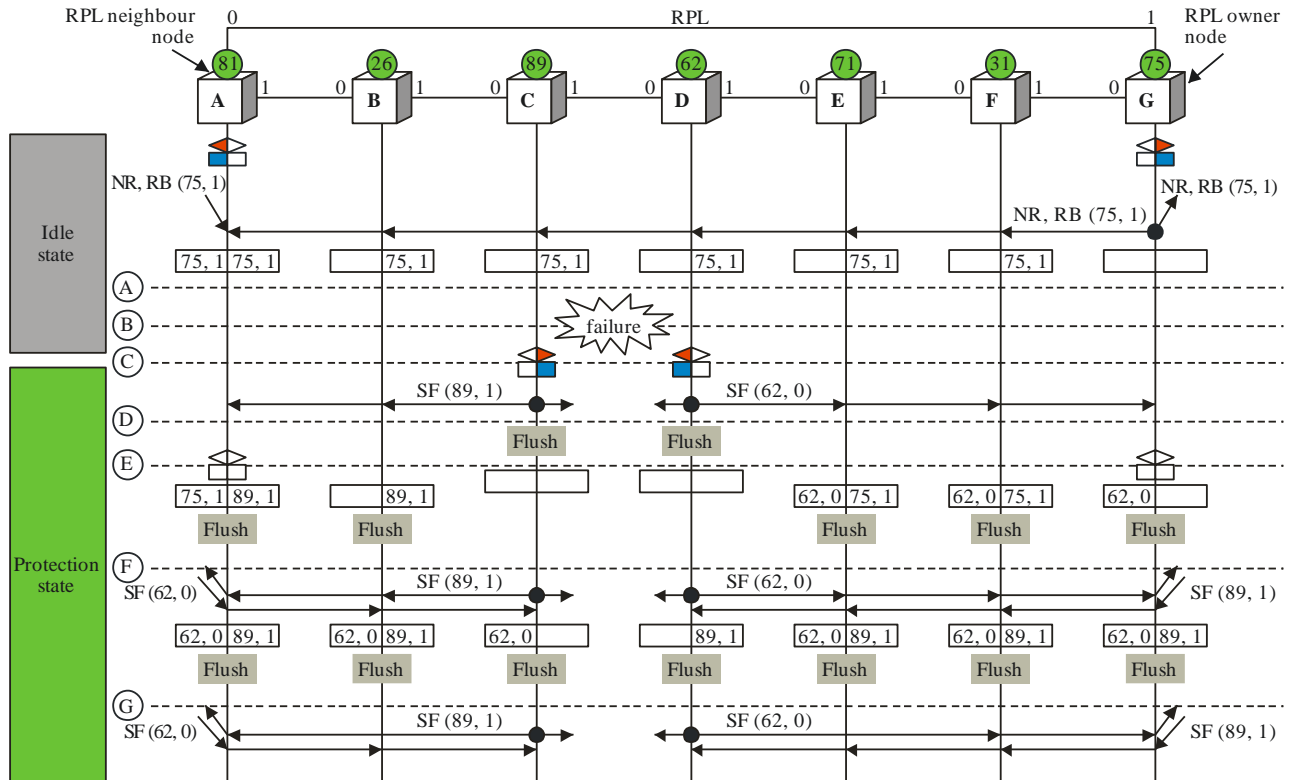 RPL neighbour node
0 RPL 1
RPL owner node
81 26 89 62 71 31 75
A 1 0 B 1 0 C 1 0 D 1 0 E 1 0 F 1 0 G
Idle state
NR, RB (75, 1)
NR, RB (75, 1)
NR, RB (75, 1)
75, 1 75, 1 75, 1 75, 1 75, 1 75, 1 75, 1
A
B
failure
C
SF (89, 1) SF (62, 0)
D
Flush Flush
E
75, 1 89, 1 89, 1 62, 0 75, 1 62, 0 75, 1 62, 0
Flush Flush Flush Flush Flush
Protection state
F
SF (62, 0) SF (89, 1) SF (62, 0) SF (89, 1)
62, 0 89, 1 62, 0 89, 1 62, 0 89, 1 62, 0 89, 1 62, 0 89, 1 62, 0 89, 1
Flush Flush Flush Flush Flush Flush Flush
G
SF (62, 0) SF (89, 1) SF (62, 0) SF (89, 1)